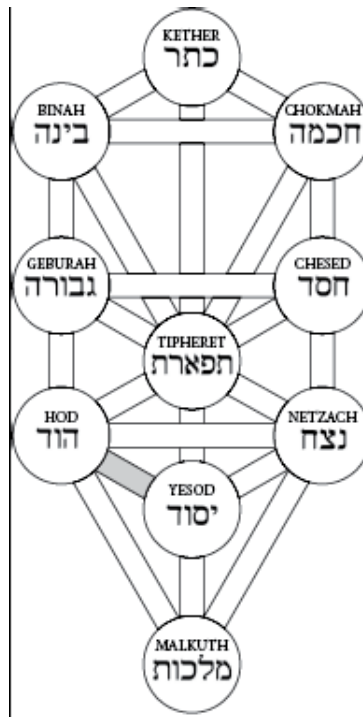 KETHER
כתר
BINAH
בינה
CHOKMAH
חכמה
GEBURAH
גבורה
CHESED
חסד
TIPHERET
תפארת
HOD
הוד
NETZACH
נצח
YESOD
יסוד
MALKUTH
מלכות